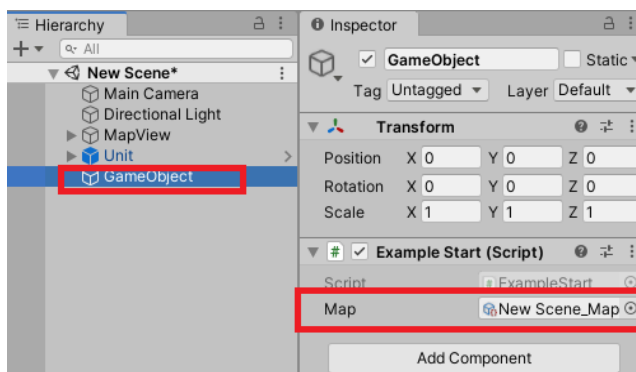 Hierarchy
All
New Scene*
Main Camera
Directional Light
MapView
Unit
GameObject
Inspector
GameObject
Static
Tag Untagged Layer Default
Transform
Position X 0 Y 0 Z 0
Rotation X 0 Y 0 Z 0
Scale X 1 Y 1 Z 1
# Example Start (Script)
Script # ExampleStart
Map New Scene_Map
Add Component